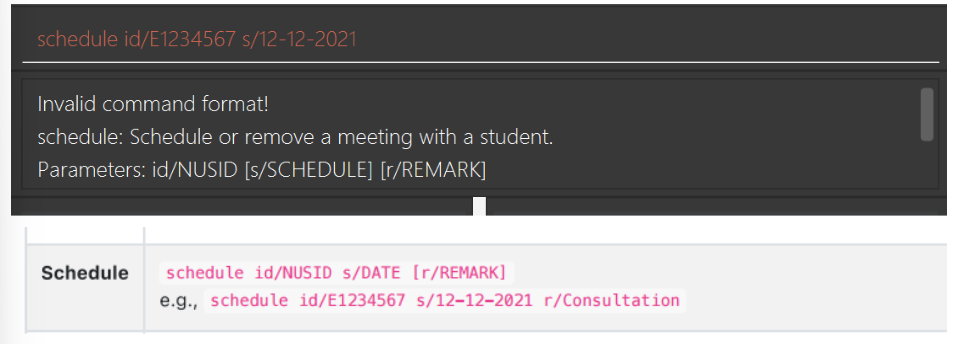 schedule id/E1234567 s/12-12-2021
Invalid command format!
schedule: Schedule or remove a meeting with a student.
Parameters: id/NUSID [s/SCHEDULE] [r/REMARK]
Schedule schedule id/NUSID s/DATE [r/REMARK]
e.g., schedule id/E1234567 s/12-12-2021 r/Consultation